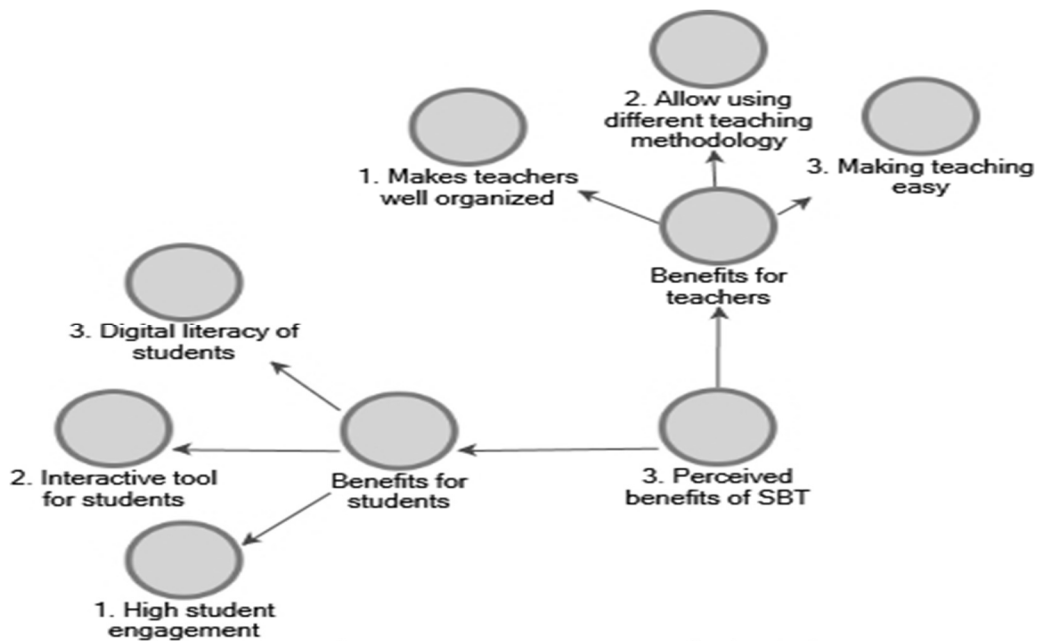 2. Allow using
different teaching
methodology
3. Making teaching
easy
1. Makes teachers
well organized
Benefits for
teachers
3. Digital literacy of
students
2. Interactive tool
for students
Benefits for
students
3. Perceived
benefits of SBT
1. High student
engagement